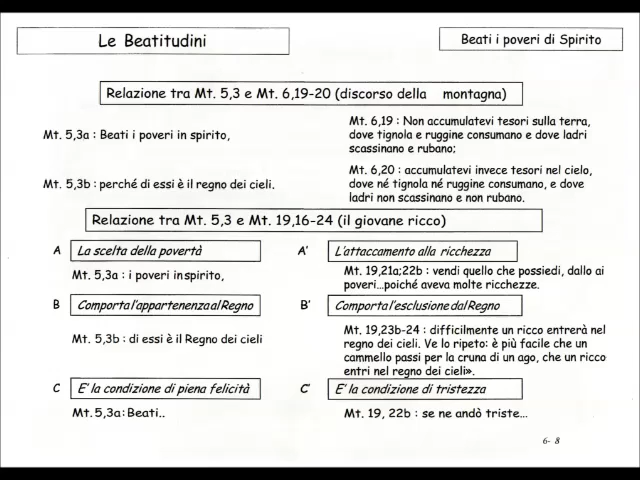 Le Beatitudini
Beati i poveri di Spirito
Relazione tra Mt. 5,3 e Mt. 6,19-20 (discorso della montagna)
Mt. 5,3a : Beati i poveri in spirito,
Mt. 6,19 : Non accumulatevi tesori sulla terra,
dove tignola e ruggine consumano e dove ladri
scassinano e rubano;
Mt. 5,3b : perché di essi è il regno dei cieli.
Mt. 6,20 : accumulatevi invece tesori nel cielo,
dove né tignola né ruggine consumano, e dove
ladri non scassinano e non rubano.
Relazione tra Mt. 5,3 e Mt. 19,16-24 (il giovane ricco)
A La scelta della povertà
A' L'attaccamento alla ricchezza
Mt. 5,3a : i poveri in spirito,
Mt. 19,21a;22b : vendi quello che possiedi, dallo ai
poveri...poiché aveva molte ricchezze.
B Comporta l'appartenenza al Regno
B' Comporta l'esclusione dal Regno
Mt. 5,3b : di essi è il Regno dei cieli
Mt. 19,23b-24 : difficilmente un ricco entrerà nel
regno dei cieli. Ve lo ripeto: è più facile che un
cammello passi per la cruna di un ago, che un ricco
entri nel regno dei cieli».
C E' la condizione di piena felicità
C' E' la condizione di tristezza
Mt. 5,3a: Beati..
Mt. 19, 22b : se ne andò triste...
6- 8